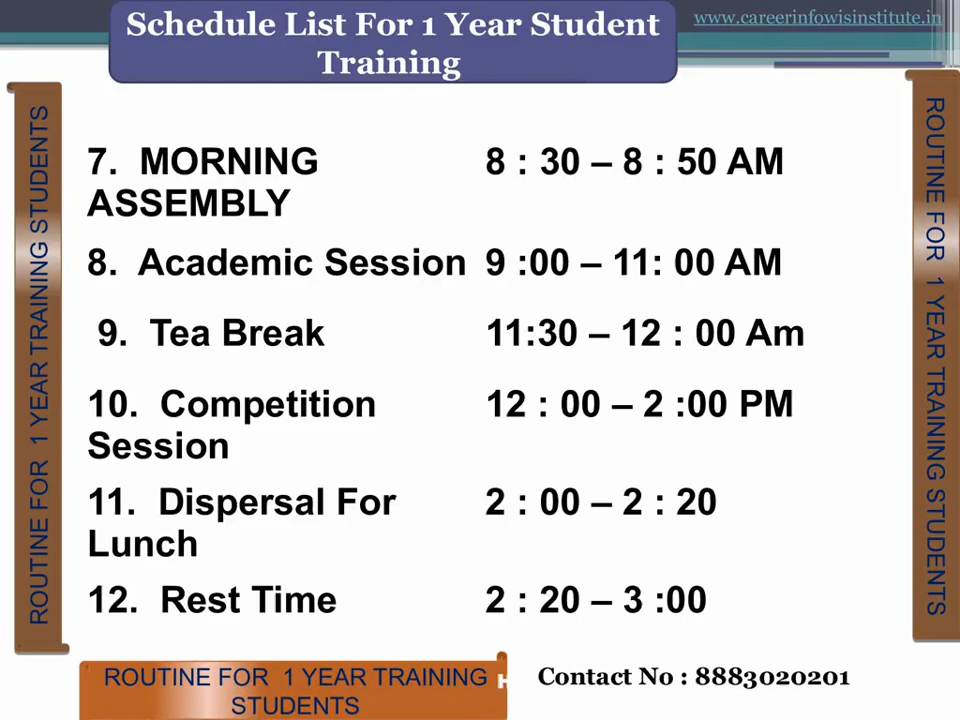 Schedule List For 1 Year Student
Training
www.careerinfowisinstitute.in
7. MORNING ASSEMBLY 8 : 30 – 8 : 50 AM
8. Academic Session 9 :00 – 11: 00 AM
9. Tea Break 11:30 – 12 : 00 Am
10. Competition Session 12 : 00 – 2 :00 PM
11. Dispersal For Lunch 2 : 00 – 2 : 20
12. Rest Time 2 : 20 – 3 :00
ROUTINE FOR 1 YEAR TRAINING STUDENTS
ROUTINE FOR 1 YEAR TRAINING STUDENTS
ROUTINE FOR 1 YEAR TRAINING
STUDENTS
Contact No : 8883020201